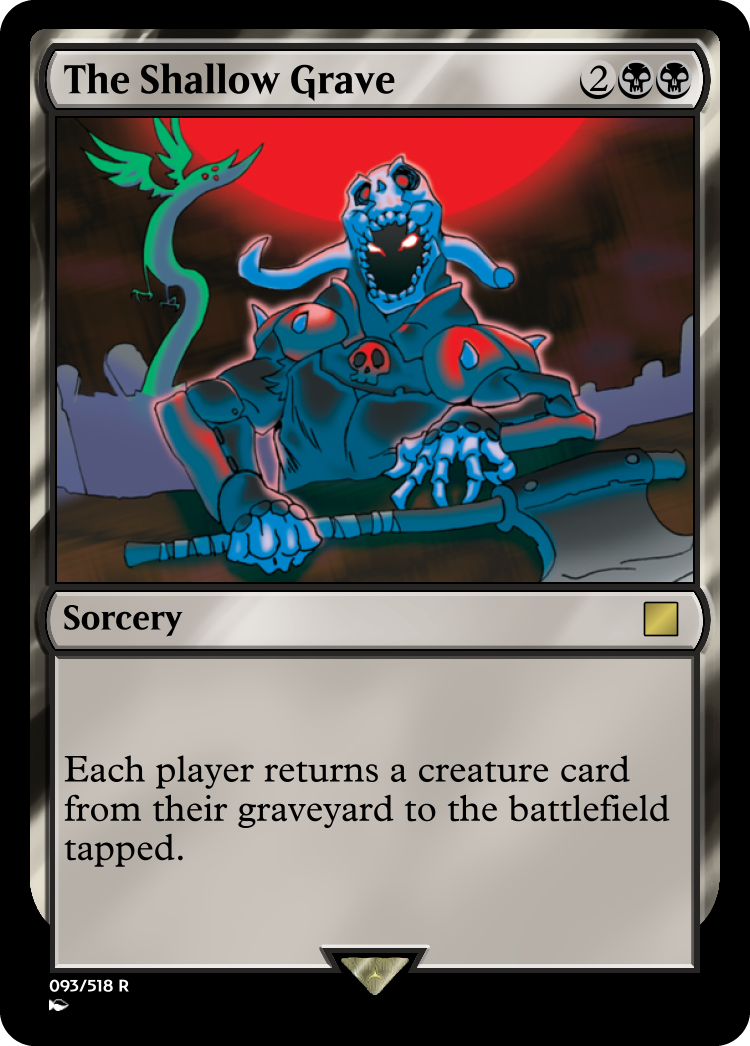 The Shallow Grave 2
Sorcery
Each player returns a creature card
from their graveyard to the battlefield
tapped.
093/518 R